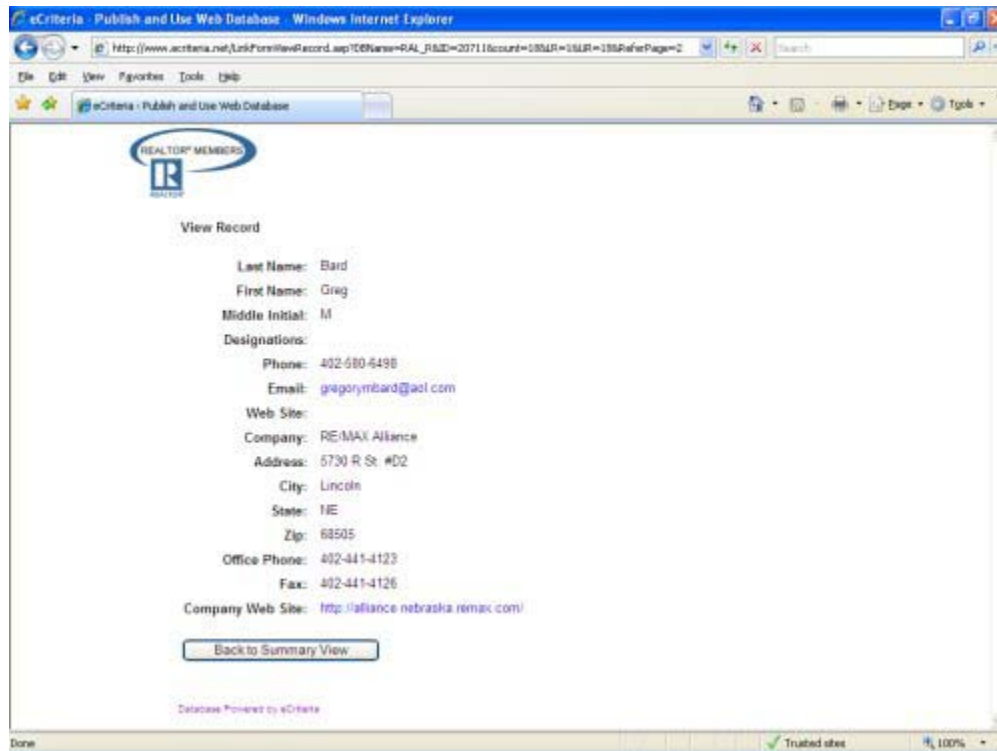 eCriteria - Publish and Use Web Database - Windows Internet Explorer
Search
File Edit View Favorites Tools Help
eCriteria - Publish and Use Web Database
Page Tools
REALTOR® MEMBERS
REALTOR®
View Record
Last Name: Bard
First Name: Greg
Middle Initial: M
Designations:
Phone: 402-580-6498
Email: gregorymbard@aol.com
Web Site:
Company: RE/MAX Alliance
Address: 5730 R St. #D2
City: Lincoln
State: NE
Zip: 68505
Office Phone: 402-441-4123
Fax: 402-441-4126
Company Web Site: http://alliance.nebraska.remax.com/
Back to Summary View
Database Powered by eCriteria
Done Trusted sites 100%